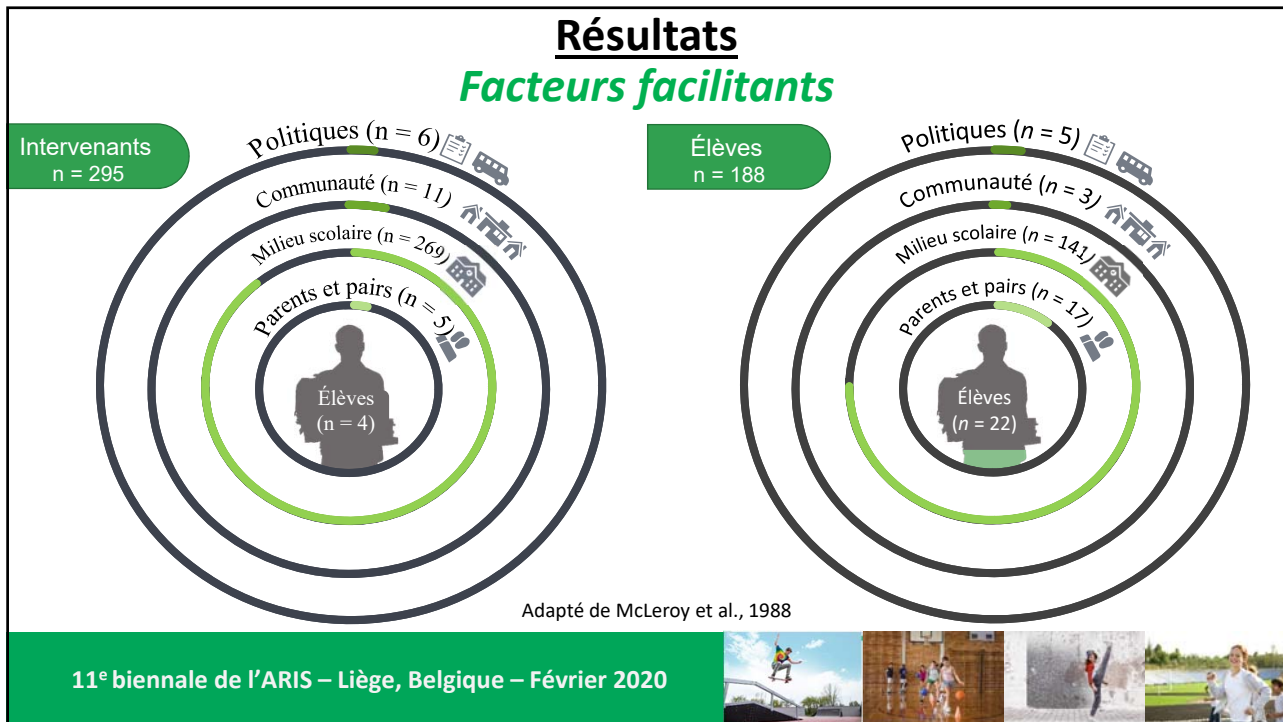 Résultats
Facteurs facilitants
Intervenants
n = 295
Politiques (n = 6)
Communauté (n = 11)
Milieu scolaire (n = 269)
Parents et pairs (n = 5)
Élèves
(n = 4)
Élèves
n = 188
Politiques (n = 5)
Communauté (n = 3)
Milieu scolaire (n = 141)
Parents et pairs (n = 17)
Élèves
(n = 22)
Adapté de McLeroy et al., 1988
11e biennale de l’ARIS – Liège, Belgique – Février 2020